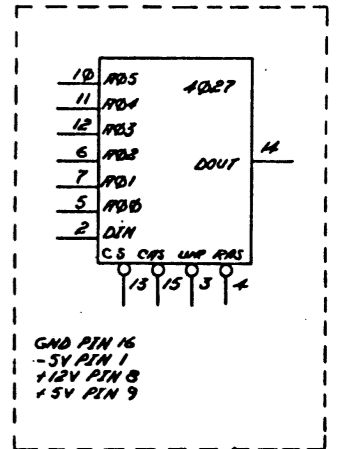 10 A05 4027
11 A04
12 A03
6 A02 DOUT 14
7 A01
5 A00
2 DIN
CS CAS WR RAS
13 15 3 4
GND PIN 16
-5V PIN 1
+12V PIN 8
+5V PIN 9